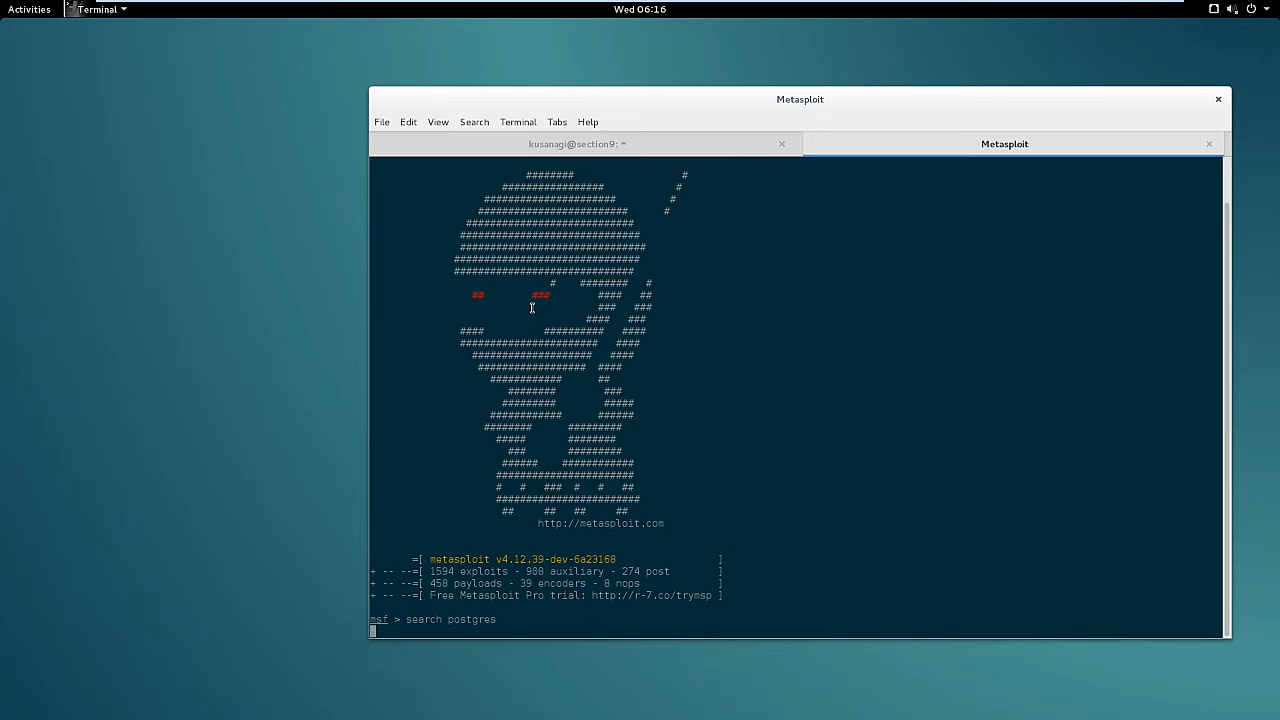 Activities Terminal Wed 06:16
Metasploit
File Edit View Search Terminal Tabs Help
kusanagi@section9: ~ Metasploit
######## #
################# #
###################### #
######################### #
############################
##############################
###############################
###############################
##############################
# ######## #
## ### #### ##
### ###
#### ###
#### ########## ####
####################### ####
#################### ####
################## ####
############ ##
######## ###
######### #####
############ ######
######## #########
##### ########
### #########
###### ############
#######################
# # ### # # ##
########################
## ## ## ##
http://metasploit.com
=[ metasploit v4.12.39-dev-6a23168 ]
+ -- --=[ 1594 exploits - 908 auxiliary - 274 post ]
+ -- --=[ 458 payloads - 39 encoders - 8 nops ]
+ -- --=[ Free Metasploit Pro trial: http://r-7.co/trymsp ]
msf > search postgres